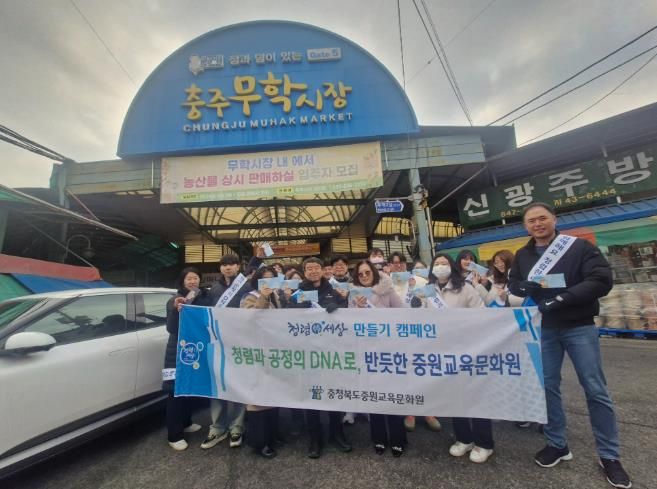 정과 덤이 있는 Gate 5
충주무학시장
CHUNGJU MUHAK MARKET
무학시장 내 에서
농산물 상시 판매하실 입주자 모집
신광주방
43-6444
청렴한세상 만들기 캠페인
청렴과 공정의 DNA로, 반듯한 중원교육문화원
충청북도중원교육문화원